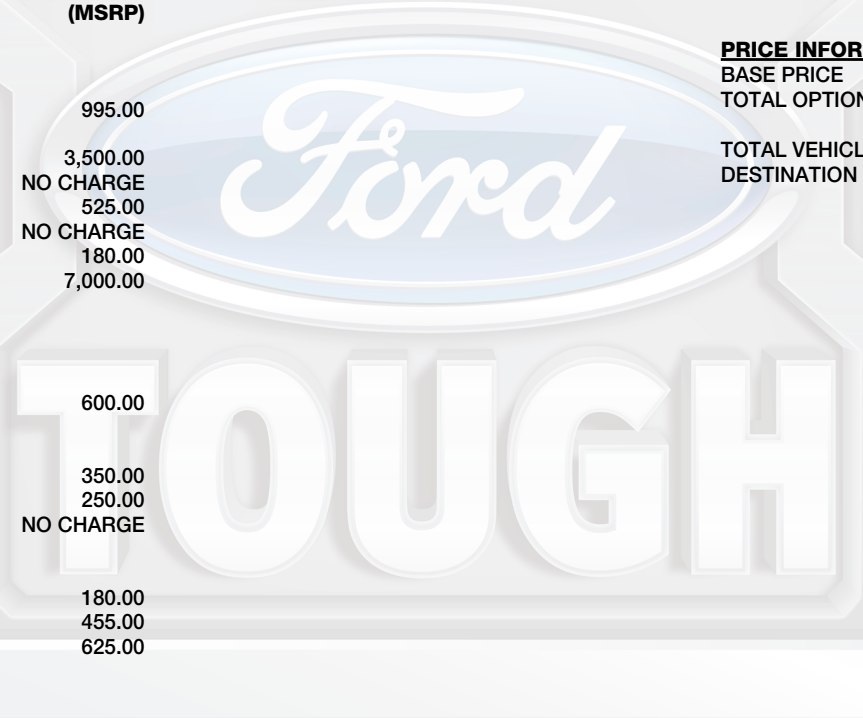 (MSRP)
995.00
3,500.00
NO CHARGE
525.00
NO CHARGE
180.00
7,000.00
600.00
350.00
250.00
NO CHARGE
180.00
455.00
625.00
PRICE INFOR
BASE PRICE
TOTAL OPTION
TOTAL VEHICL
DESTINATION
Ford
TOUGH